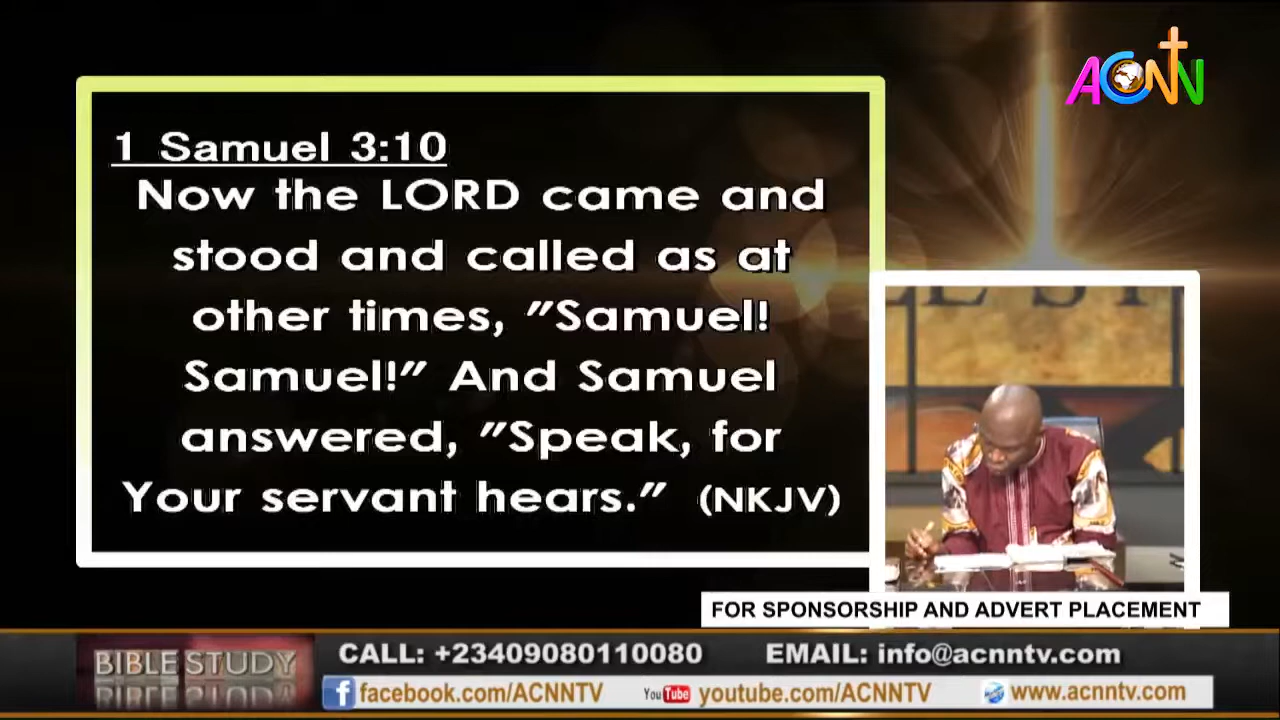 ACNN
1 Samuel 3:10
Now the LORD came and
stood and called as at
other times, "Samuel!
Samuel!" And Samuel
answered, "Speak, for
Your servant hears." (NKJV)
FOR SPONSORSHIP AND ADVERT PLACEMENT
BIBLE STUDY
CALL: +23409080110080 EMAIL: info@acnntv.com
facebook.com/ACNNTV YouTube youtube.com/ACNNTV www.acnntv.com